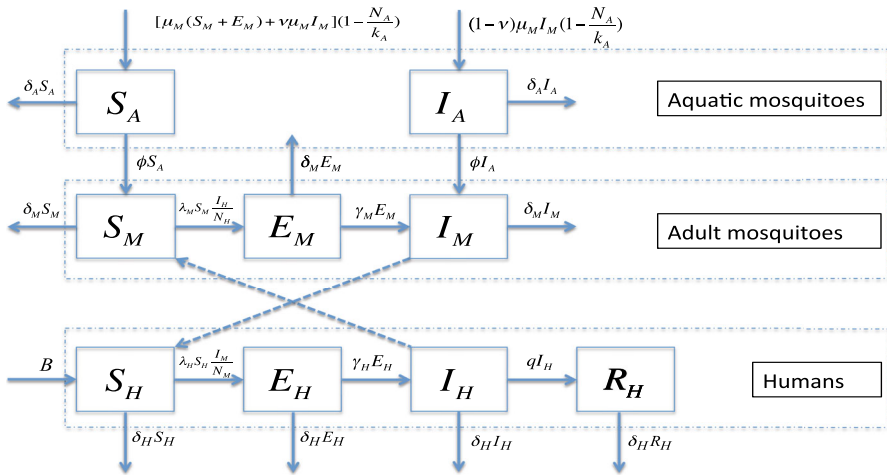 [μ_M(S_M + E_M) + νμ_M I_M](1 − N_A/k_A)
(1 − ν)μ_M I_M(1 − N_A/k_A)
δ_A S_A
S_A
I_A
δ_A I_A
Aquatic mosquitoes
ϕS_A
δ_M E_M
ϕI_A
δ_M S_M
S_M
λ_M S_M I_H/N_H
E_M
γ_M E_M
I_M
δ_M I_M
Adult mosquitoes
B
S_H
λ_H S_H I_M/N_M
E_H
γ_H E_H
I_H
qI_H
R_H
Humans
δ_H S_H
δ_H E_H
δ_H I_H
δ_H R_H